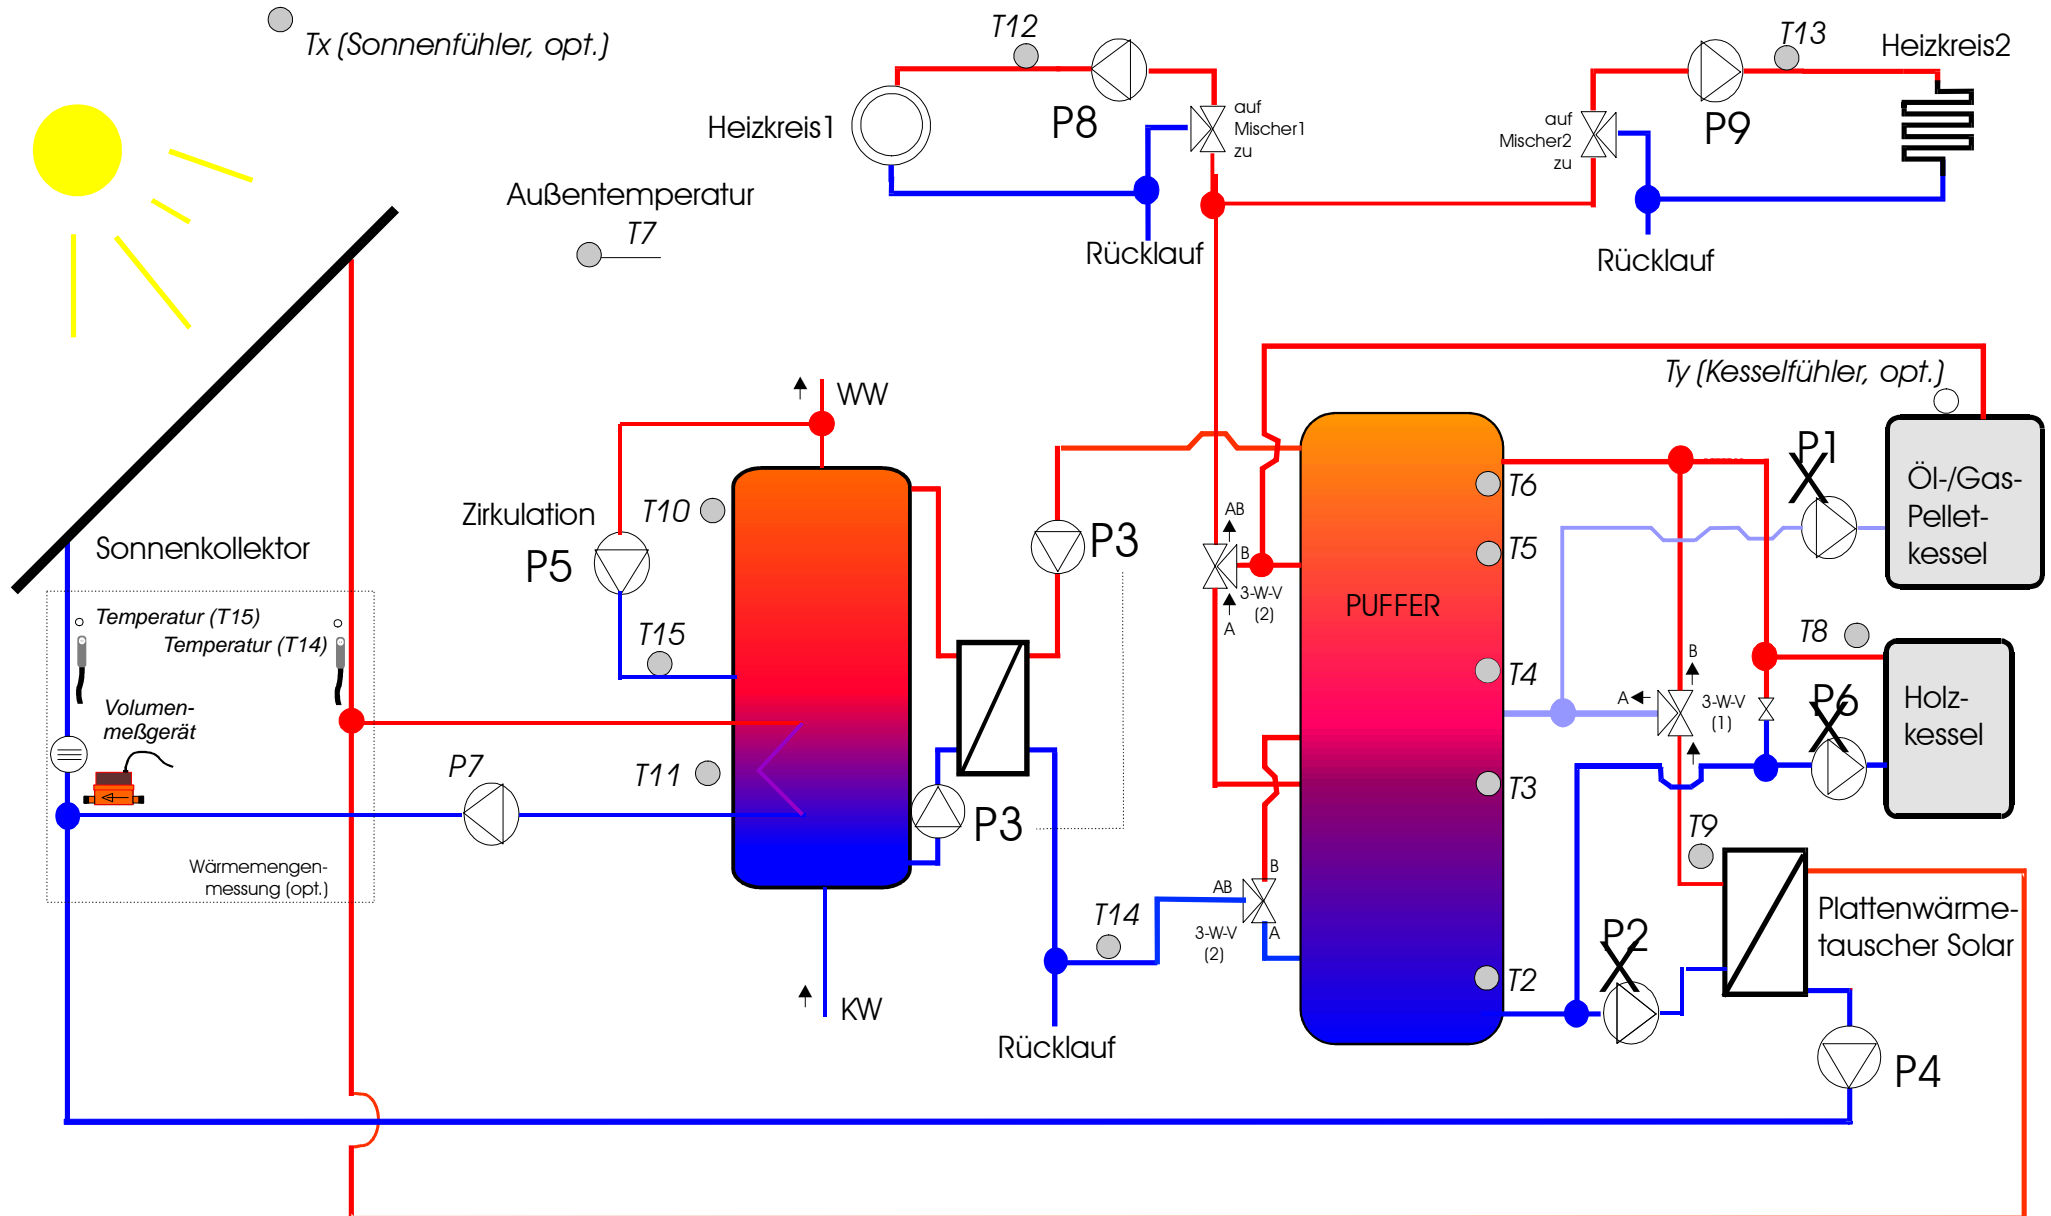 Tx (Sonnenfühler, opt.)
T12
P8
Heizkreis1
auf
Mischer1
zu
Rücklauf
T13
Heizkreis2
P9
auf
Mischer2
zu
Rücklauf
Außentemperatur
T7
Ty (Kesselfühler, opt.)
WW
Zirkulation
P5
T10
T15
T11
P3
P3
KW
Sonnenkollektor
Temperatur (T15)
Temperatur (T14)
Volumen-
meßgerät
P7
Wärmemengen-
messung (opt.)
AB
B
3-W-V
(2)
A
PUFFER
T6
T5
T4
T3
T2
P1
Öl-/Gas-
Pellet-
kessel
T8
B
A
3-W-V
(1)
P6
Holz-
kessel
T9
B
AB
A
3-W-V
(2)
T14
Rücklauf
P2
Plattenwärme-
tauscher Solar
P4